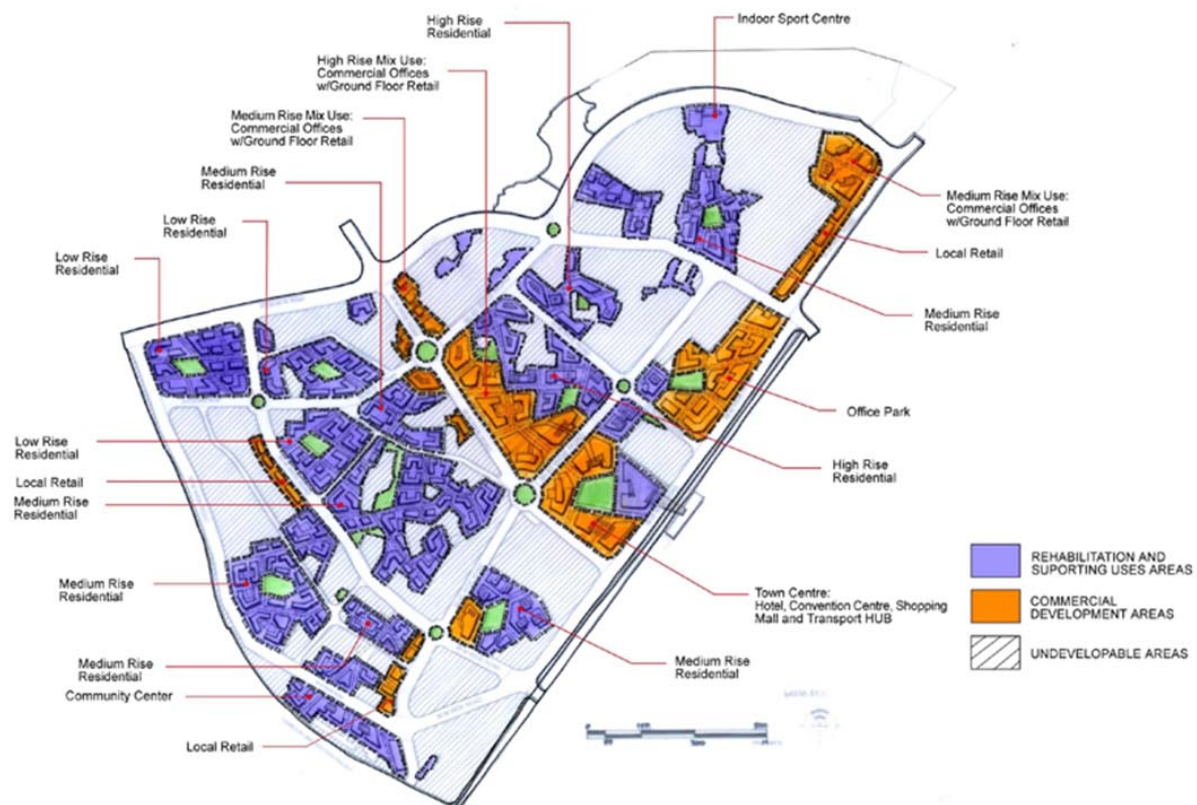 High Rise
Residential
Indoor Sport Centre
High Rise Mix Use:
Commercial Offices
w/Ground Floor Retail
Medium Rise Mix Use:
Commercial Offices
w/Ground Floor Retail
Medium Rise
Residential
Low Rise
Residential
Low Rise
Residential
Medium Rise Mix Use:
Commercial Offices
w/Ground Floor Retail
Local Retail
Medium Rise
Residential
Office Park
Low Rise
Residential
Local Retail
Medium Rise
Residential
High Rise
Residential
Medium Rise
Residential
Town Centre:
Hotel, Convention Centre, Shopping
Mall and Transport HUB
Medium Rise
Residential
Community Center
Medium Rise
Residential
Local Retail
REHABILITATION AND
SUPORTING USES AREAS
COMMERCIAL
DEVELOPMENT AREAS
UNDEVELOPABLE AREAS